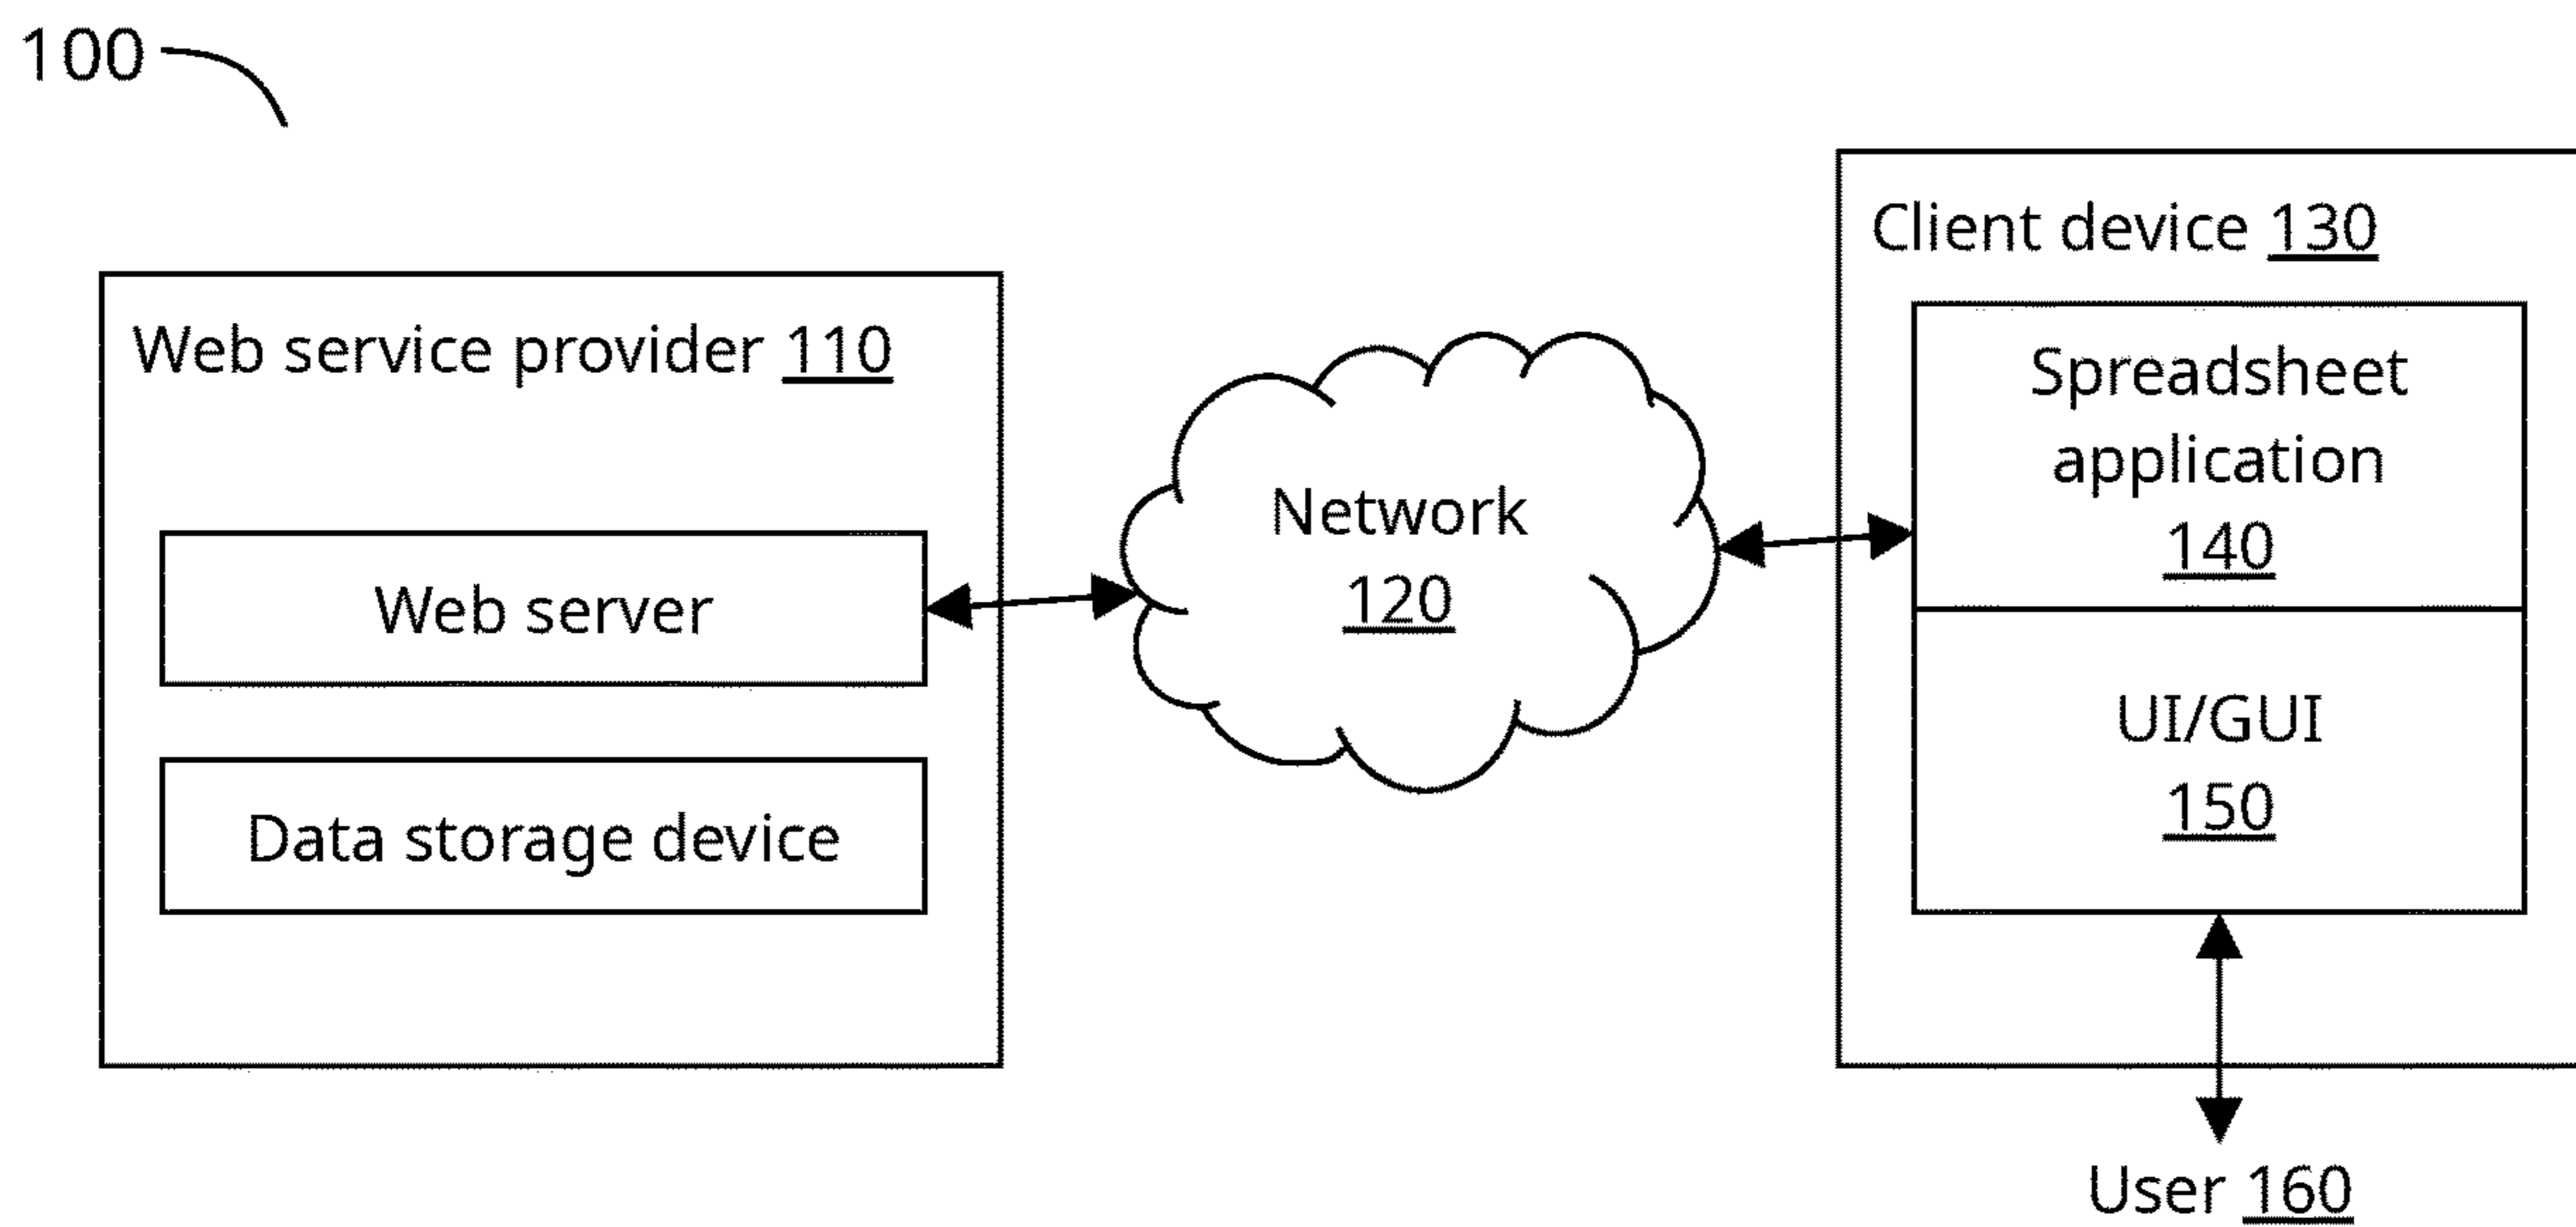 100
Web service provider 110
Web server
Data storage device
Network
120
Client device 130
Spreadsheet
application
140
UI/GUI
150
User 160